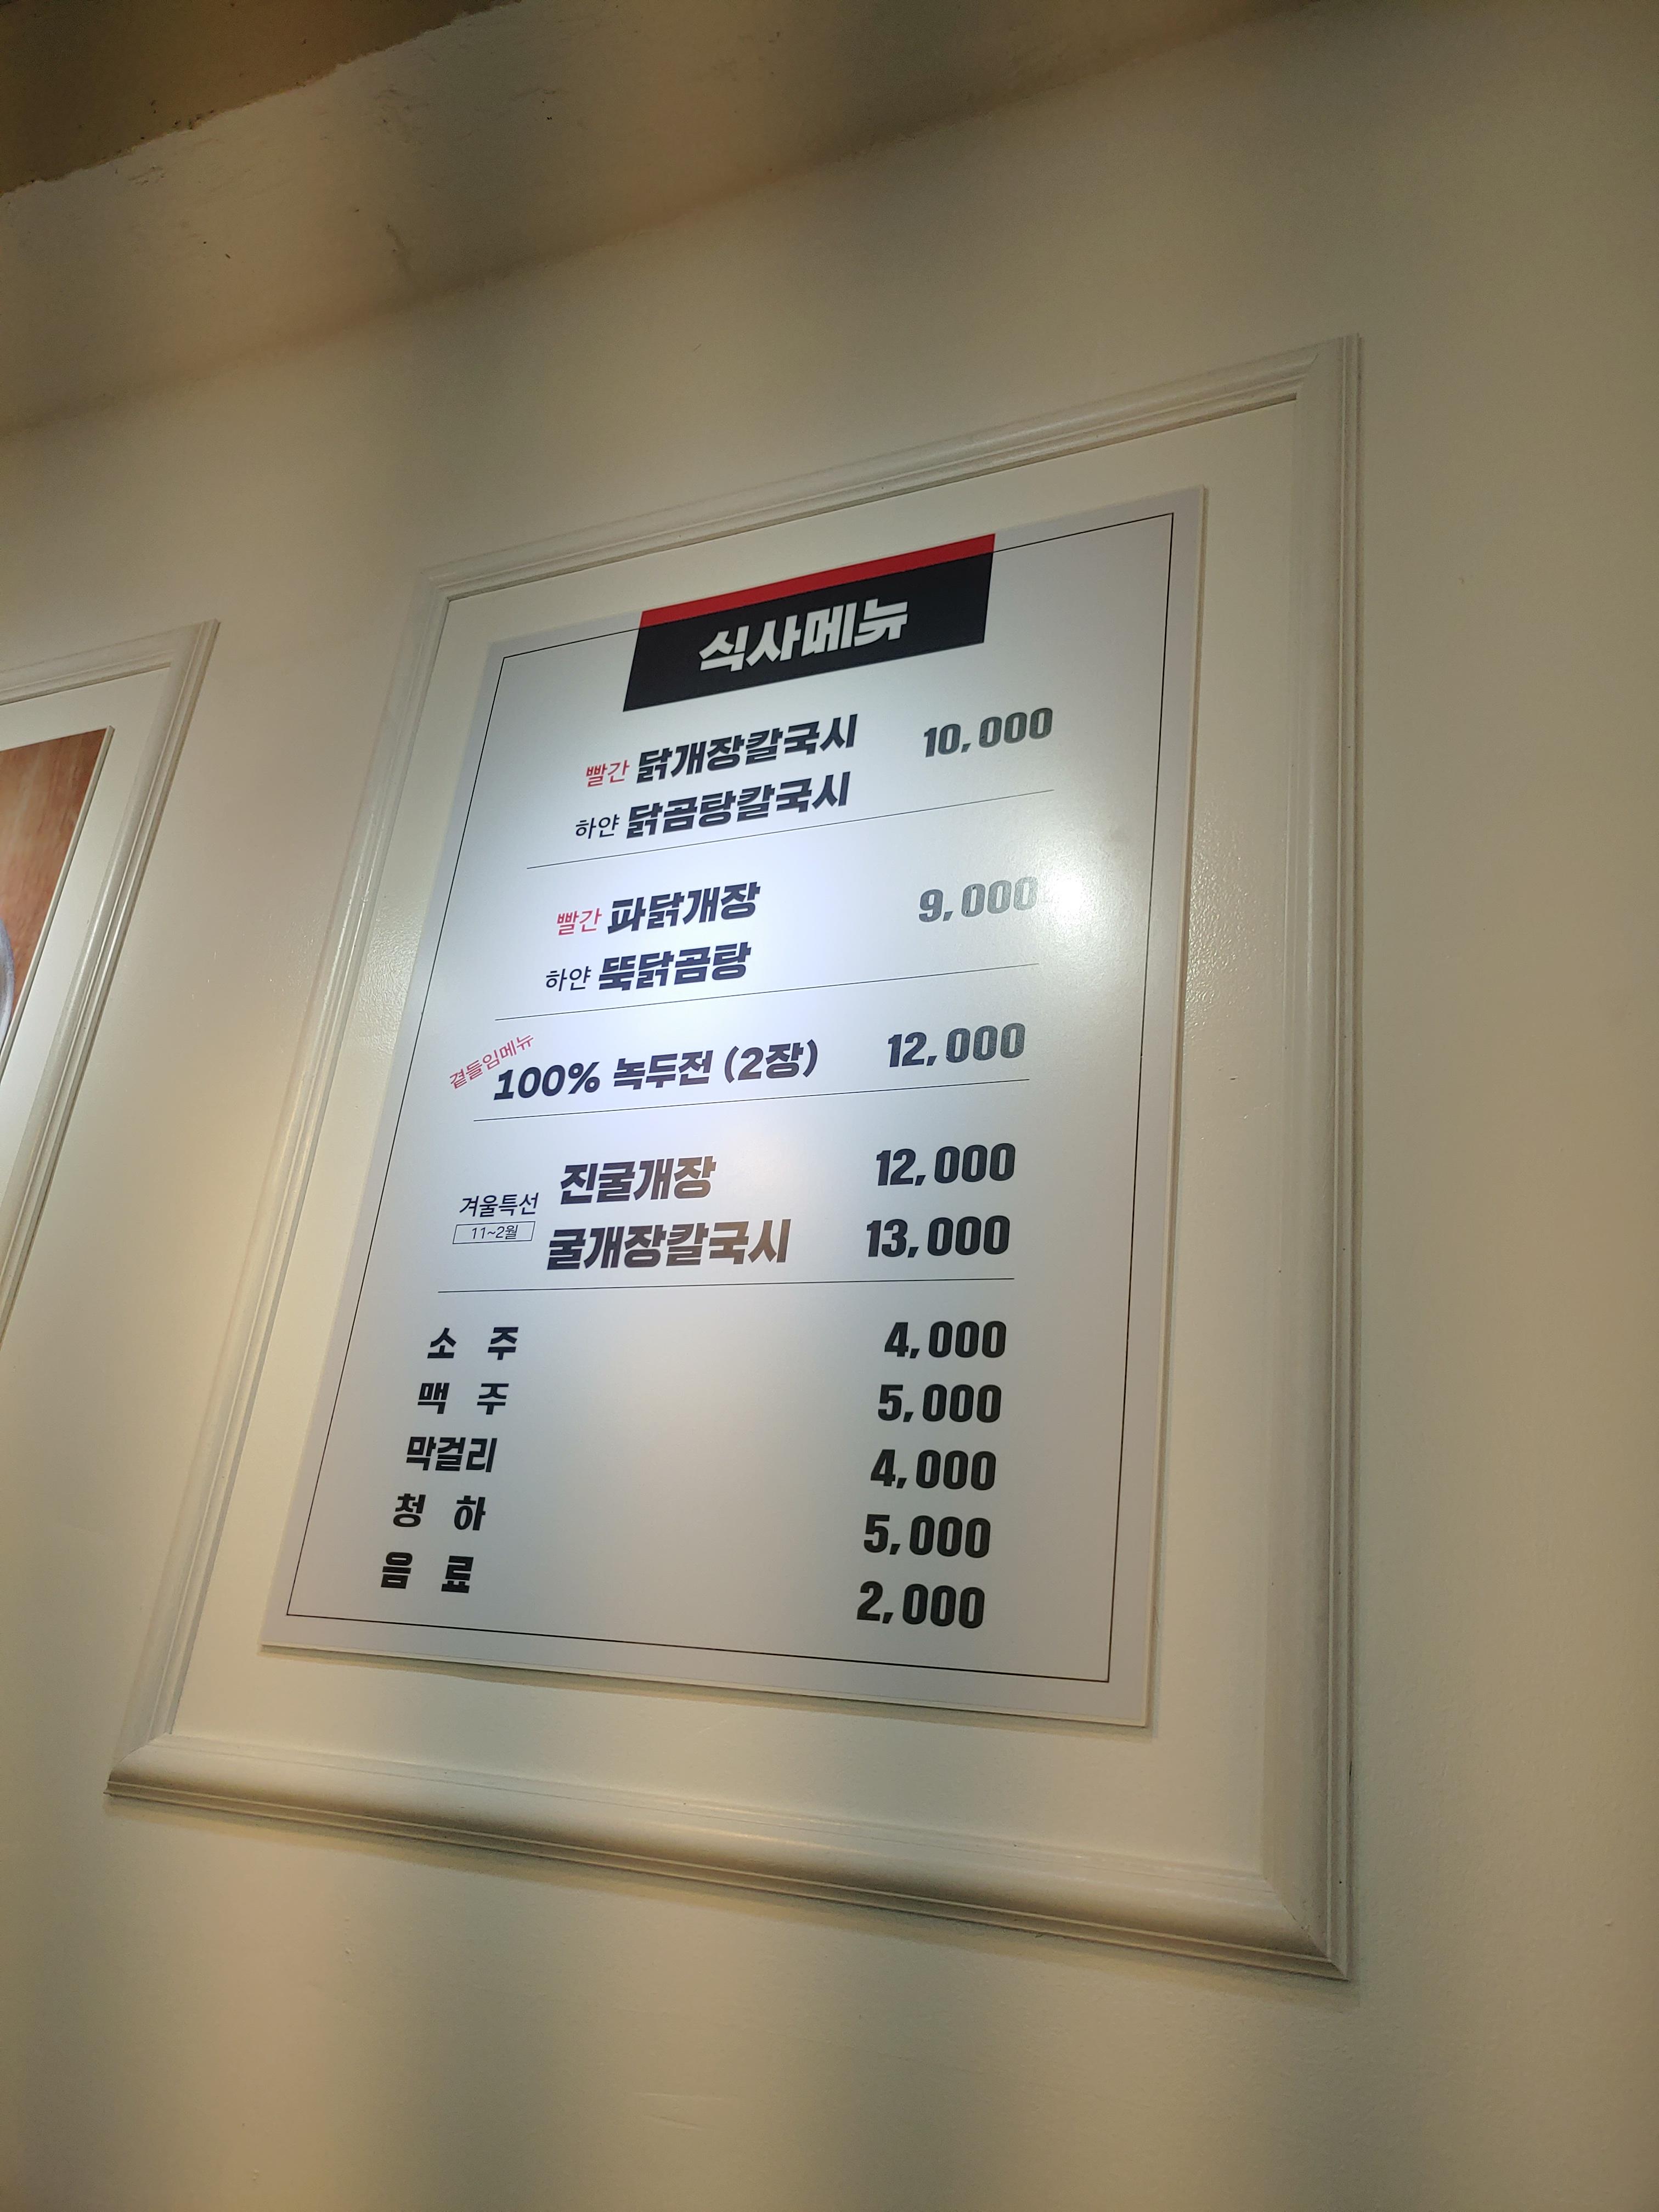 식사메뉴
빨간 닭개장칼국시 10,000
하얀 닭곰탕칼국시
빨간 파닭개장 9,000
하얀 뚝닭곰탕
곁들임메뉴
100% 녹두전 (2장) 12,000
겨울특선
11~2월
진굴개장 12,000
굴개장칼국시 13,000
소 주 4,000
맥 주 5,000
막걸리 4,000
청 하 5,000
음 료 2,000